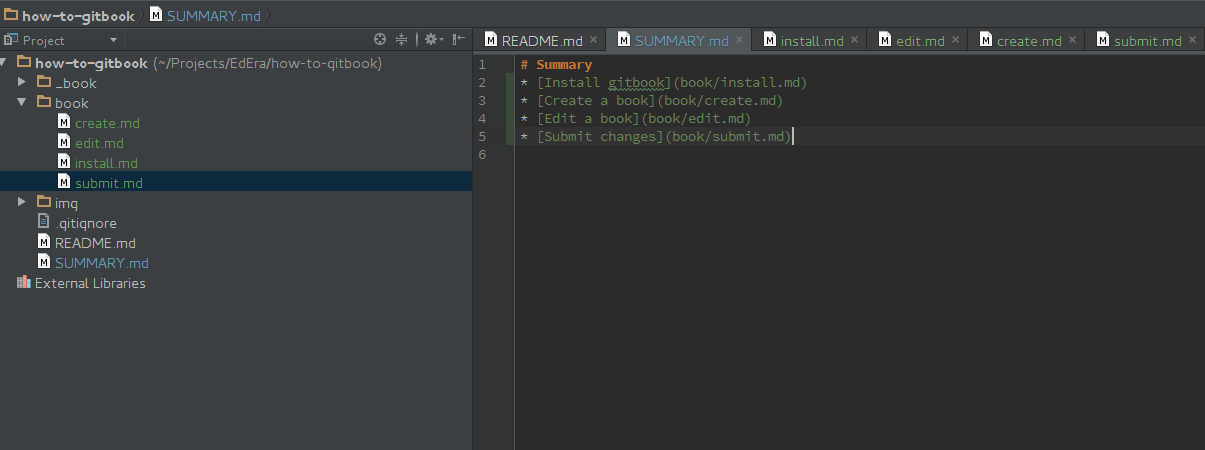 how-to-gitbook SUMMARY.md
Project
README.md SUMMARY.md install.md edit.md create.md submit.md
how-to-gitbook (~/Projects/EdEra/how-to-gitbook)
_book
book
create.md
edit.md
install.md
submit.md
img
.gitignore
README.md
SUMMARY.md
External Libraries
1 # Summary
2 * [Install gitbook](book/install.md)
3 * [Create a book](book/create.md)
4 * [Edit a book](book/edit.md)
5 * [Submit changes](book/submit.md)
6